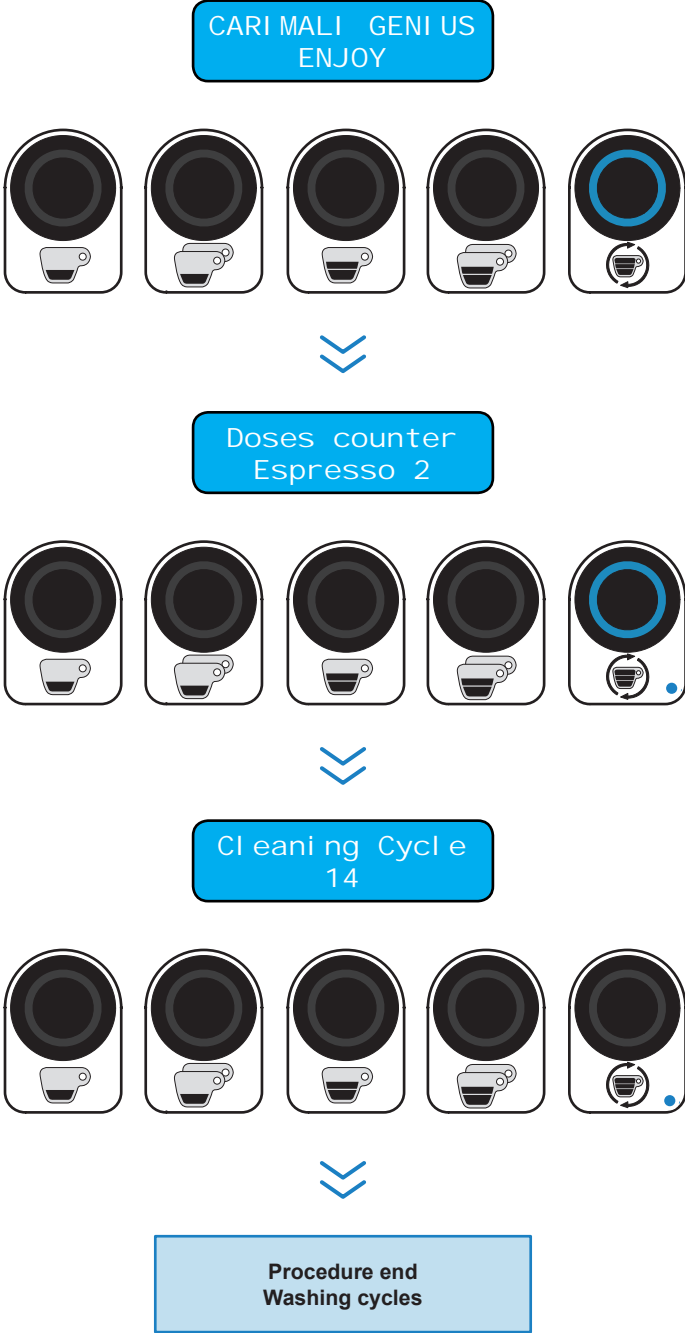 CARIMALI GENIUS
ENJOY
Doses counter
Espresso 2
Cleaning Cycle
14
Procedure end
Washing cycles